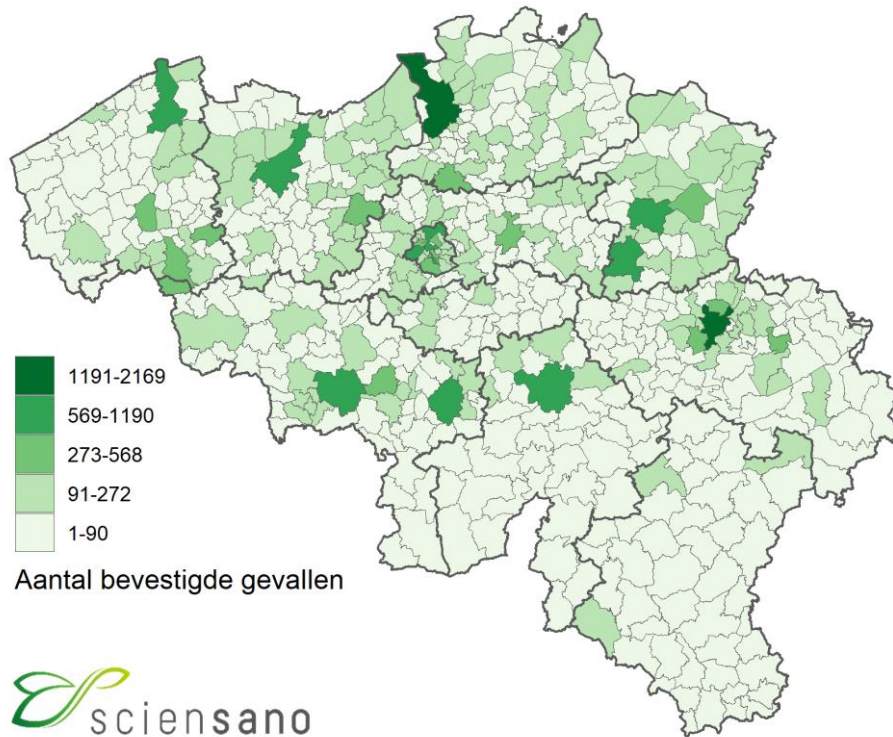 1191-2169
569-1190
273-568
91-272
1-90
Aantal bevestigde gevallen
sciensano